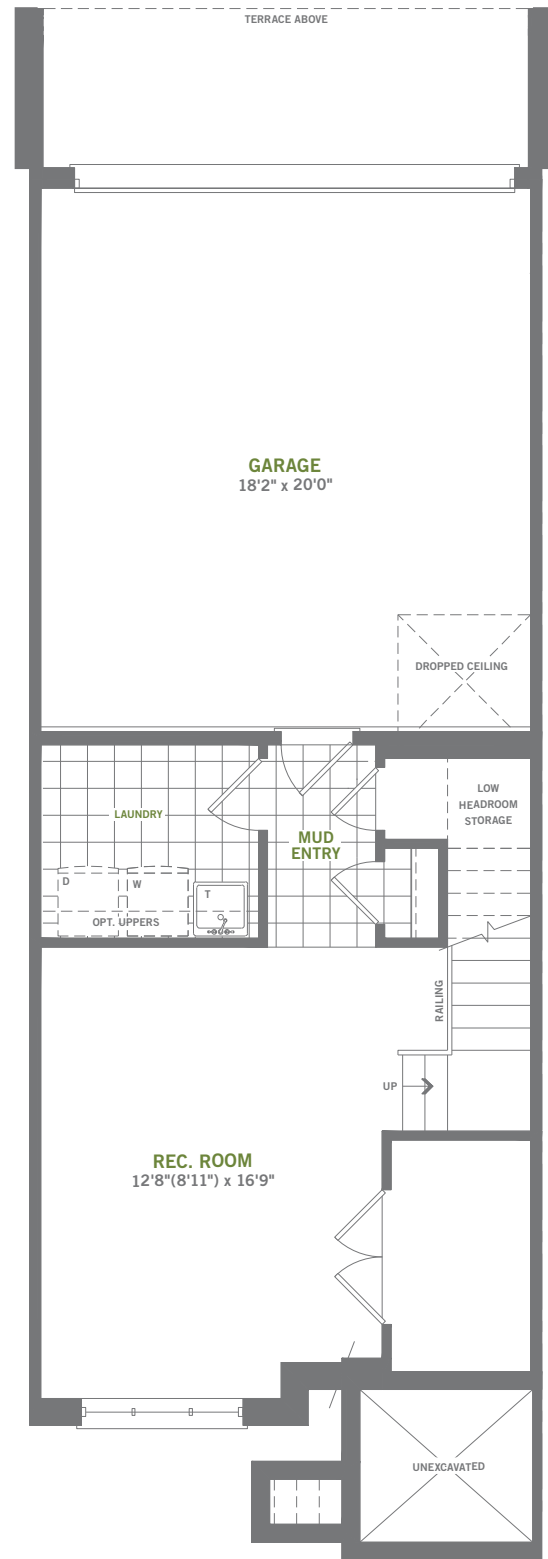 TERRACE ABOVE
GARAGE
18'2" x 20'0"
DROPPED CEILING
LAUNDRY
MUD
ENTRY
LOW
HEADROOM
STORAGE
D
W
T
OPT. UPPERS
RAILING
UP
REC. ROOM
12'8"(8'11") x 16'9"
UNEXCAVATED